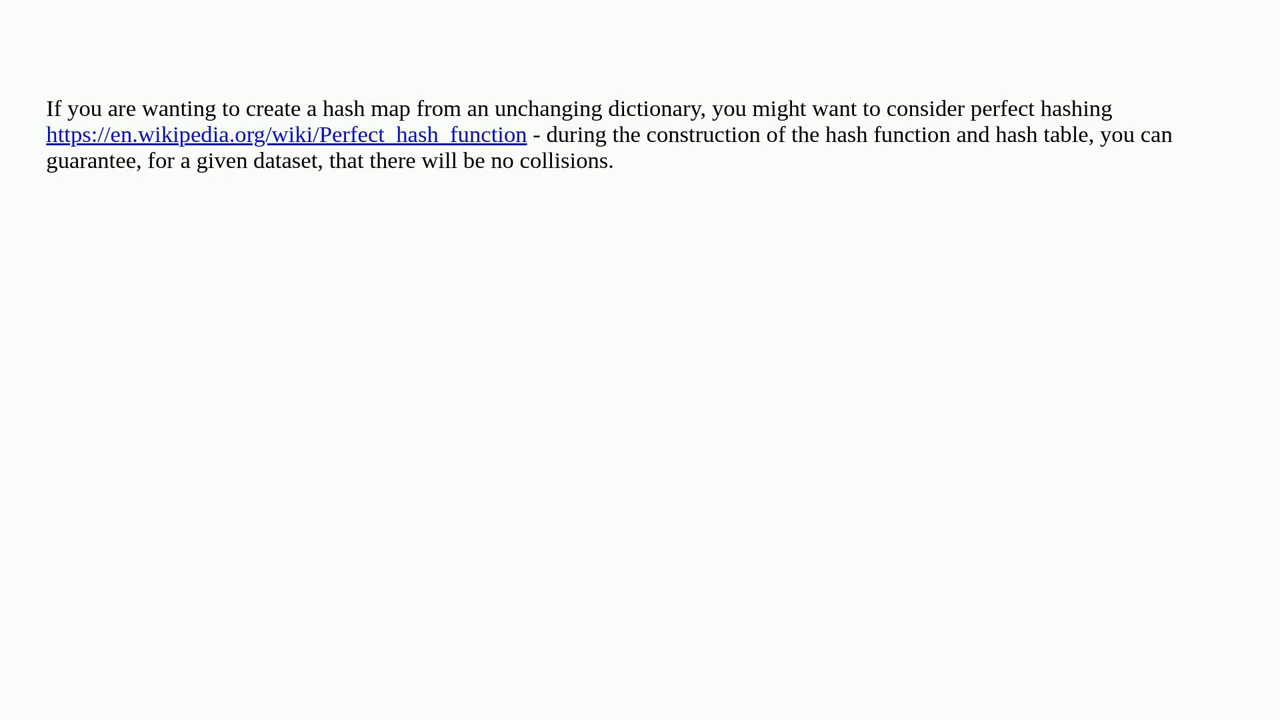 If you are wanting to create a hash map from an unchanging dictionary, you might want to consider perfect hashing
https://en.wikipedia.org/wiki/Perfect_hash_function - during the construction of the hash function and hash table, you can
guarantee, for a given dataset, that there will be no collisions.